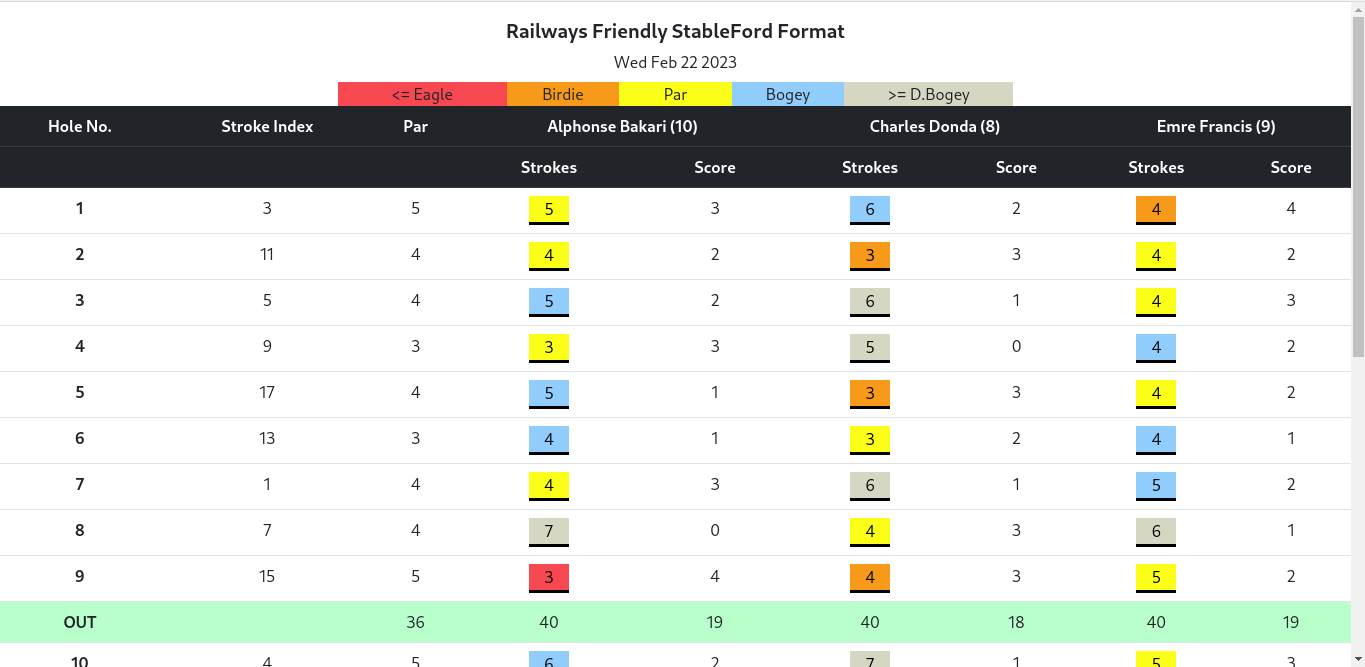 Railways Friendly StableFord Format
Wed Feb 22 2023
<= Eagle Birdie Par Bogey >= D.Bogey
Hole No. Stroke Index Par Alphonse Bakari (10) Charles Donda (8) Emre Francis (9)
Strokes Score Strokes Score Strokes Score
1 3 5 5 3 6 2 4 4
2 11 4 4 2 3 3 4 2
3 5 4 5 2 6 1 4 3
4 9 3 3 3 5 0 4 2
5 17 4 5 1 3 3 4 2
6 13 3 4 1 3 2 4 1
7 1 4 4 3 6 1 5 2
8 7 4 7 0 4 3 6 1
9 15 5 3 4 4 3 5 2
OUT 36 40 19 40 18 40 19
10 4 5 6 2 7 1 5 3